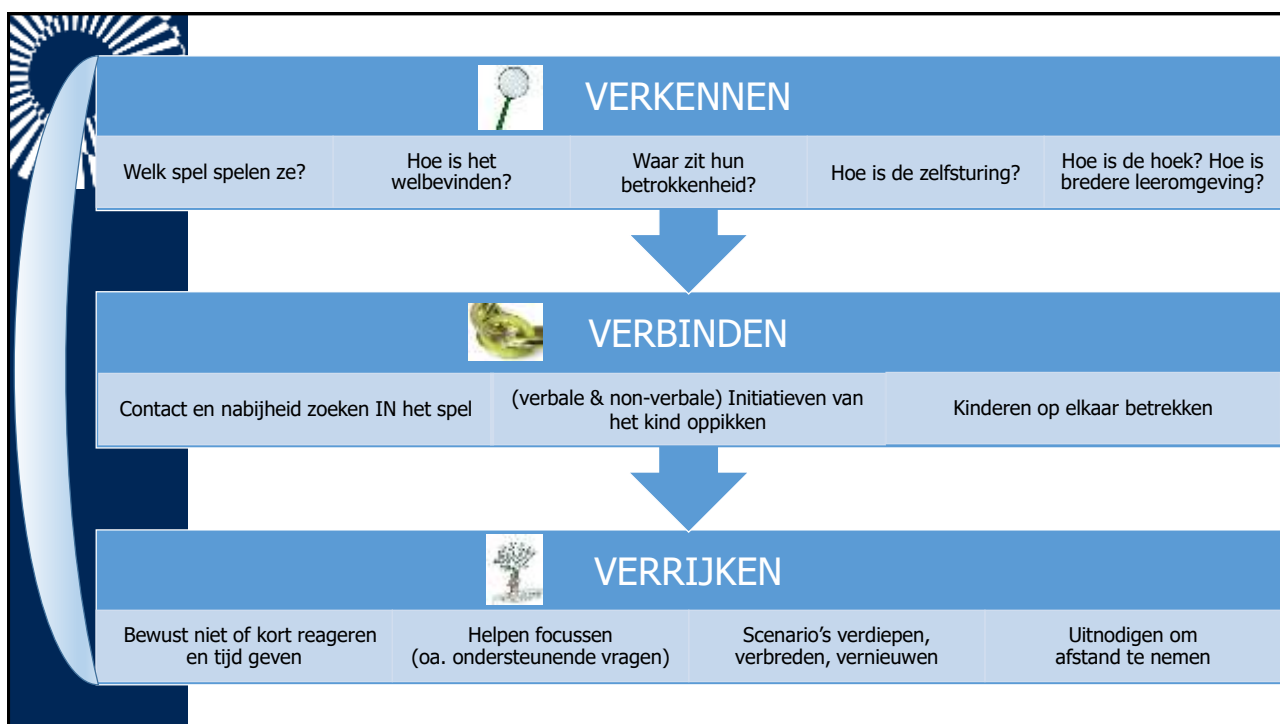 VERKENNEN
Welk spel spelen ze?
Hoe is het
welbevinden?
Waar zit hun
betrokkenheid?
Hoe is de zelfsturing?
Hoe is de hoek? Hoe is
bredere leeromgeving?
VERBINDEN
Contact en nabijheid zoeken IN het spel
(verbale & non-verbale) Initiatieven van
het kind oppikken
Kinderen op elkaar betrekken
VERRIJKEN
Bewust niet of kort reageren
en tijd geven
Helpen focussen
(oa. ondersteunende vragen)
Scenario’s verdiepen,
verbreden, vernieuwen
Uitnodigen om
afstand te nemen